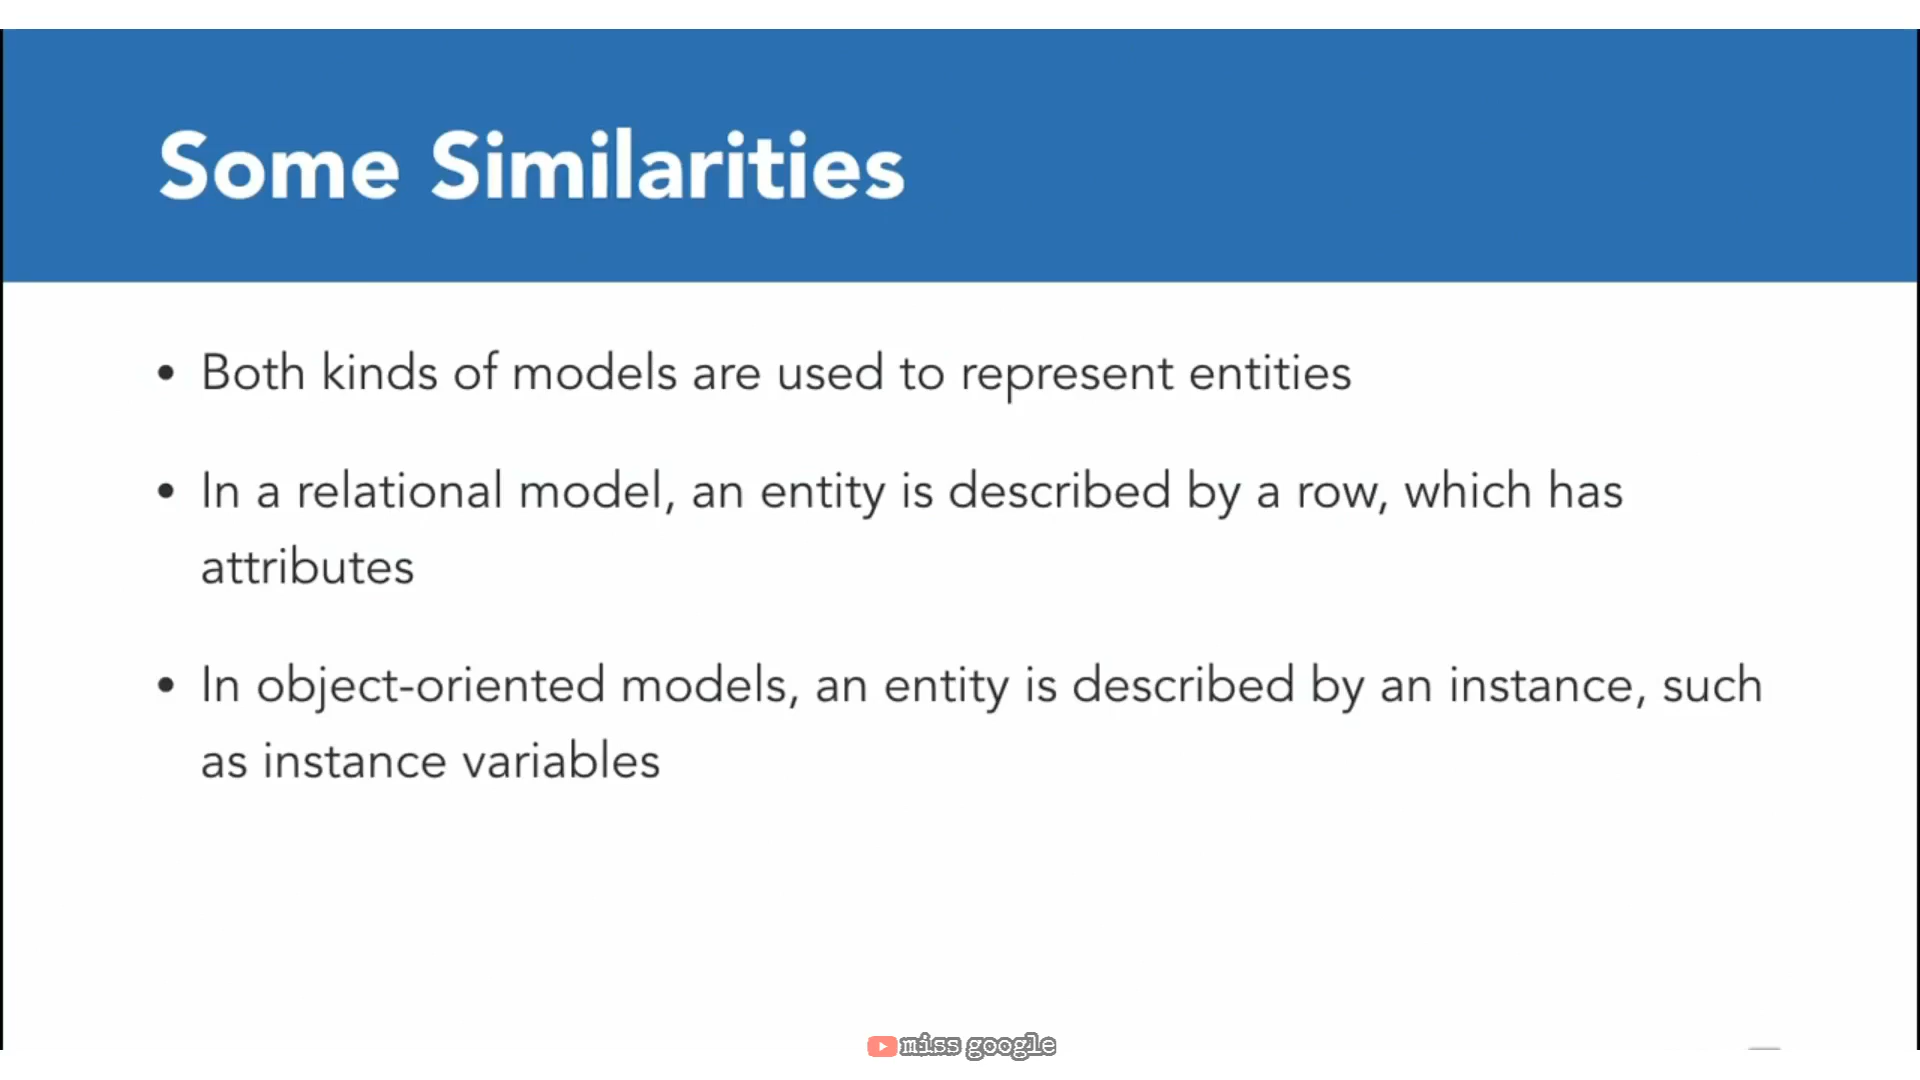 Some Similarities
• Both kinds of models are used to represent entities
• In a relational model, an entity is described by a row, which has
attributes
• In object-oriented models, an entity is described by an instance, such
as instance variables
miss google